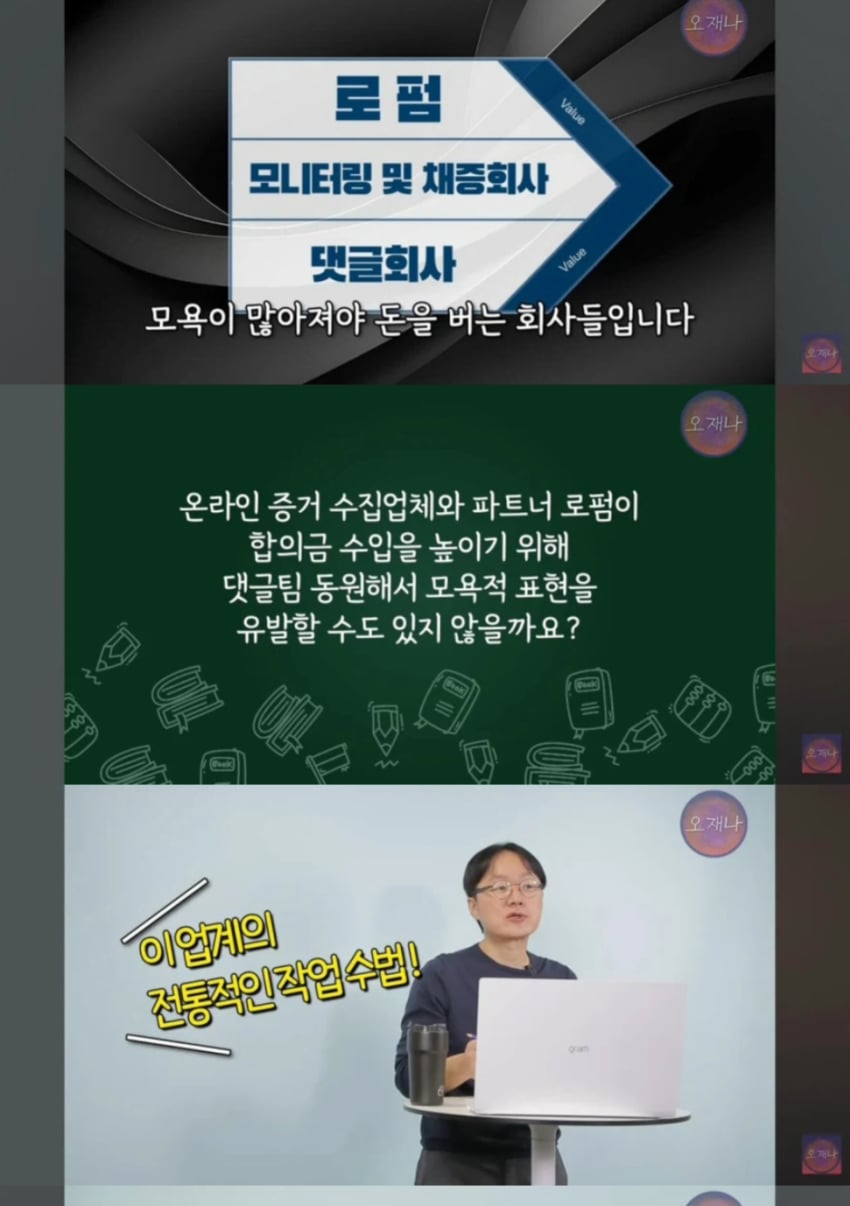 오재나
로펌
Value
모니터링 및 채증회사
댓글회사
Value
모욕이 많아져야 돈을 버는 회사들입니다
오재나
오재나
온라인 증거 수집업체와 파트너 로펌이
합의금 수입을 높이기 위해
댓글팀 동원해서 모욕적 표현을
유발할 수도 있지 않을까요?
Book
Book
Book
Book
오재나
오재나
이 업계의
전통적인 작업 수법!
gram
오재나